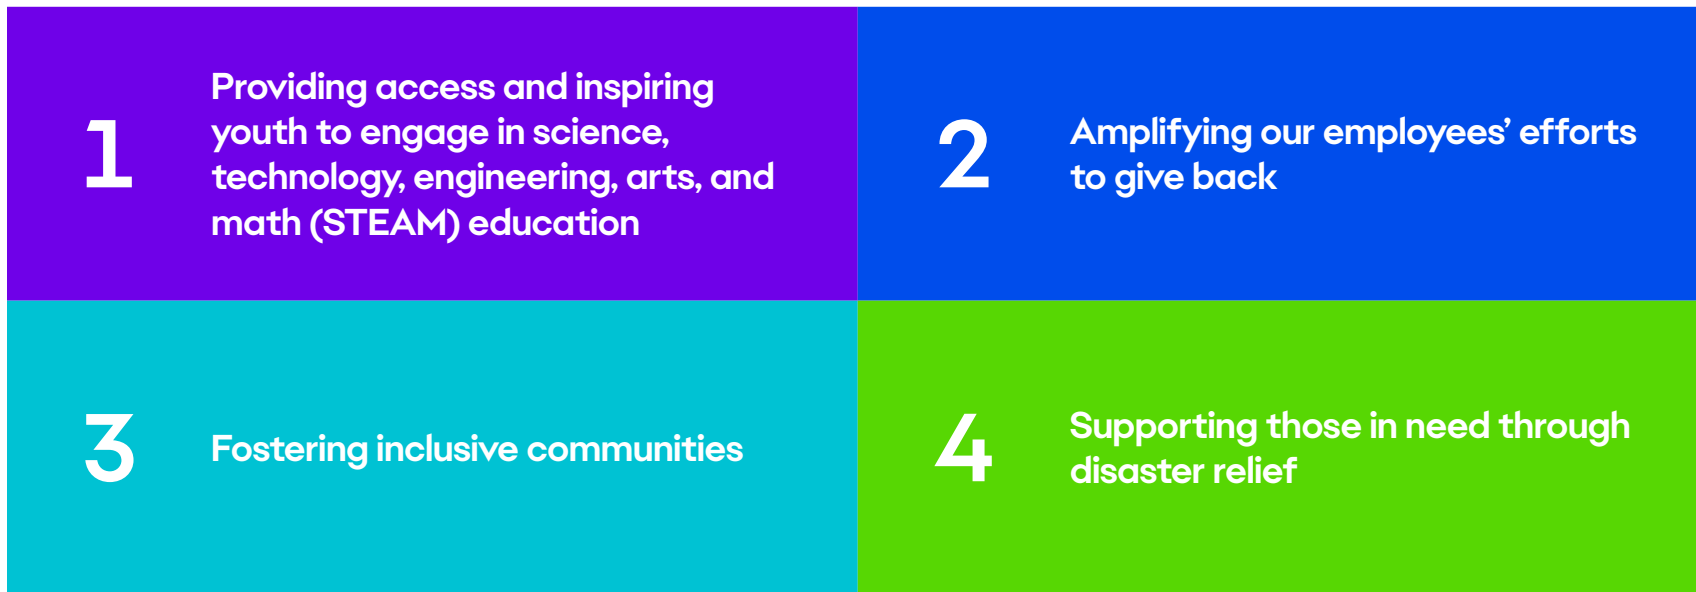 1
Providing access and inspiring
youth to engage in science,
technology, engineering, arts, and
math (STEAM) education
2
Amplifying our employees’ efforts
to give back
3
Fostering inclusive communities
4
Supporting those in need through
disaster relief